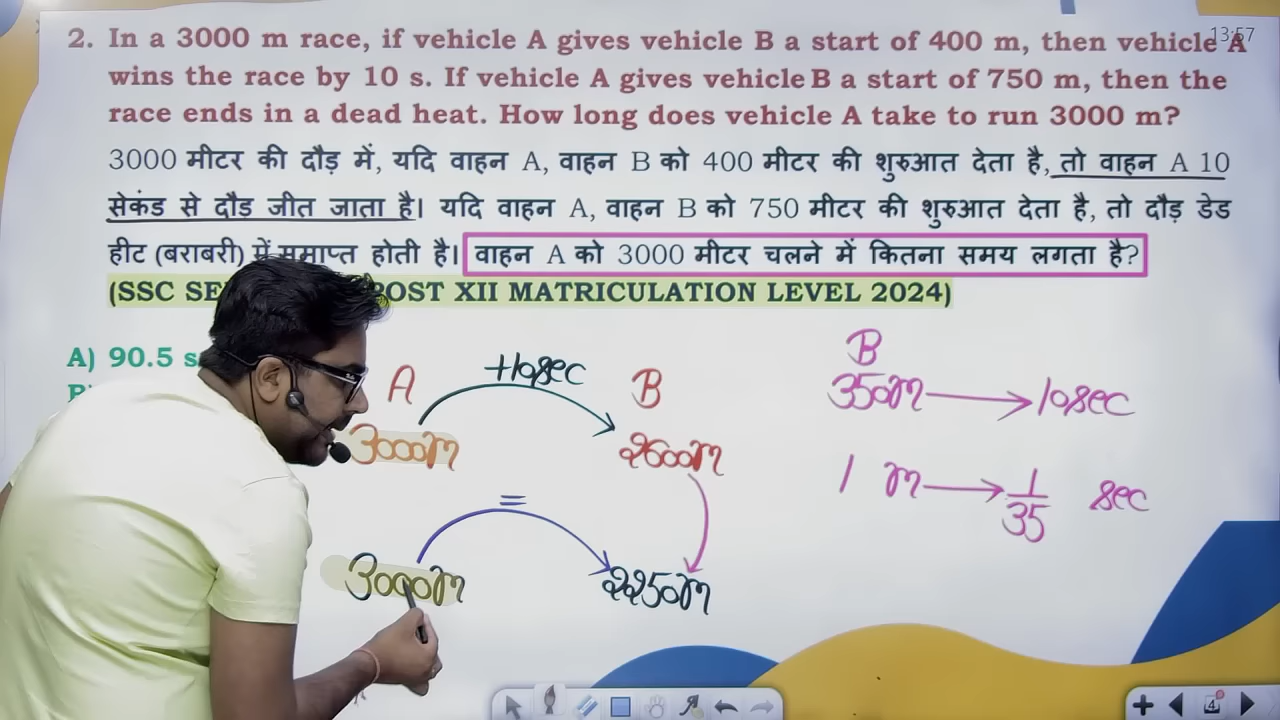 13:57
2. In a 3000 m race, if vehicle A gives vehicle B a start of 400 m, then vehicle A
wins the race by 10 s. If vehicle A gives vehicle B a start of 750 m, then the
race ends in a dead heat. How long does vehicle A take to run 3000 m?
3000 मीटर की दौड़ में, यदि वाहन A, वाहन B को 400 मीटर की शुरुआत देता है, तो वाहन A 10
सेकंड से दौड़ जीत जाता है। यदि वाहन A, वाहन B को 750 मीटर की शुरुआत देता है, तो दौड़ डेड
हीट (बराबरी) में समाप्त होती है। वाहन A को 3000 मीटर चलने में कितना समय लगता है?
(SSC SE POST XII MATRICULATION LEVEL 2024)
A) 90.5 s
A +10sec B
3000m 2600m
=
3000m 2250m
B
350m 10sec
1 m 1/35 sec
4